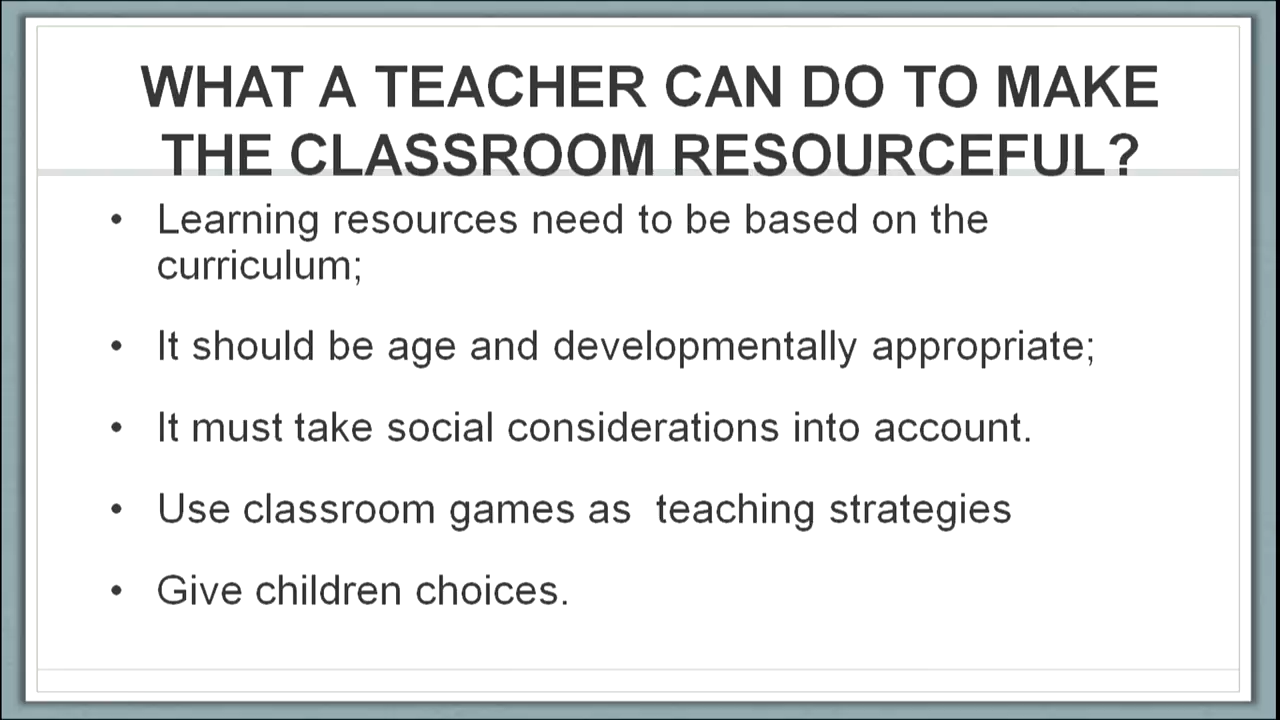 WHAT A TEACHER CAN DO TO MAKE
THE CLASSROOM RESOURCEFUL?
• Learning resources need to be based on the
curriculum;
• It should be age and developmentally appropriate;
• It must take social considerations into account.
• Use classroom games as  teaching strategies
• Give children choices.